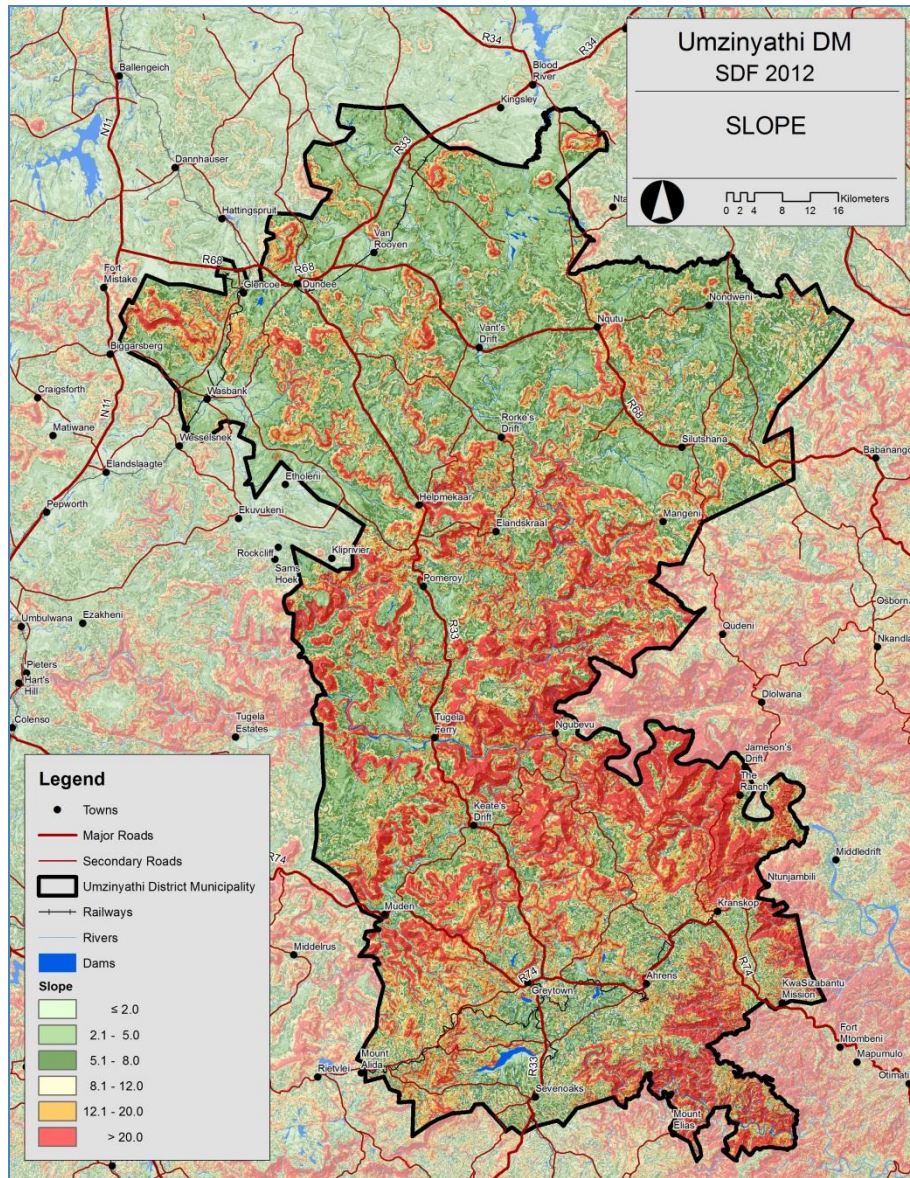 Umzinyathi DM
SDF 2012
SLOPE
Kilometers
0 2 4 8 12 16
R34
R34
Ballengeich
Blood
River
Kingsley
N11
R33
Dannhauser
Hattingspruit
Nta
Van
Rooyen
R68
R68
Fort
Mistake
Glencoe
Dundee
Nondweni
Nqutu
Vant's
Drift
Biggarsberg
Craigsforth
Wasbank
N11
R68
Matiwane
Rorke's
Drift
Wesselsnek
Silutshana
Elandslaagte
Babanango
Etholeni
Pepworth
Helpmekaar
Ekuvukeni
Elandskraal
Mangeni
Rockcliff
Kliprivier
Sams
Hoek
Pomeroy
Osborn
Umbulwana
Ezakheni
R33
Qudeni
Nkandla
Pieters
Hart's
Hill
Dlolwana
Colenso
Tugela
Estates
Tugela
Ferry
Ngubevu
Jameson's
Drift
The
Ranch
Keate's
Drift
Middledrift
R74
Ntunjambili
Muden
Kranskop
Middelrus
R74
R74
Greytown
Ahrens
KwaSizabantu
Mission
Fort
Mtombeni
R33
Mapumulo
Mount
Alida
Rietvlei
Otimati
Sevenoaks
Mount
Elias
Legend
Towns
Major Roads
Secondary Roads
Umzinyathi District Municipality
Railways
Rivers
Dams
Slope
≤ 2.0
2.1 - 5.0
5.1 - 8.0
8.1 - 12.0
12.1 - 20.0
> 20.0